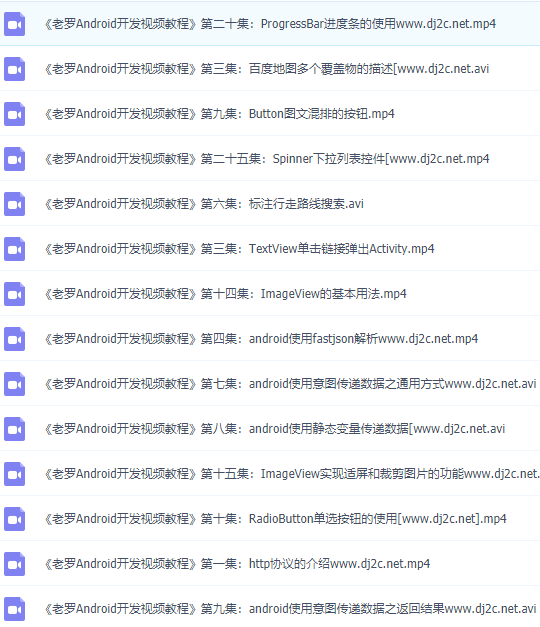 《老罗Android开发视频教程》第二十集：ProgressBar进度条的使用www.dj2c.net.mp4
《老罗Android开发视频教程》第三集：百度地图多个覆盖物的描述[www.dj2c.net.avi
《老罗Android开发视频教程》第九集：Button图文混排的按钮.mp4
《老罗Android开发视频教程》第二十五集：Spinner下拉列表控件[www.dj2c.net.mp4
《老罗Android开发视频教程》第六集：标注行走路线搜索.avi
《老罗Android开发视频教程》第三集：TextView单击链接弹出Activity.mp4
《老罗Android开发视频教程》第十四集：ImageView的基本用法.mp4
《老罗Android开发视频教程》第四集：android使用fastjson解析www.dj2c.net.mp4
《老罗Android开发视频教程》第七集：android使用意图传递数据之通用方式www.dj2c.net.avi
《老罗Android开发视频教程》第八集：android使用静态变量传递数据[www.dj2c.net.avi
《老罗Android开发视频教程》第十五集：ImageView实现适屏和裁剪图片的功能www.dj2c.net.
《老罗Android开发视频教程》第十集：RadioButton单选按钮的使用[www.dj2c.net].mp4
《老罗Android开发视频教程》第一集：http协议的介绍www.dj2c.net.mp4
《老罗Android开发视频教程》第九集：android使用意图传递数据之返回结果www.dj2c.net.avi